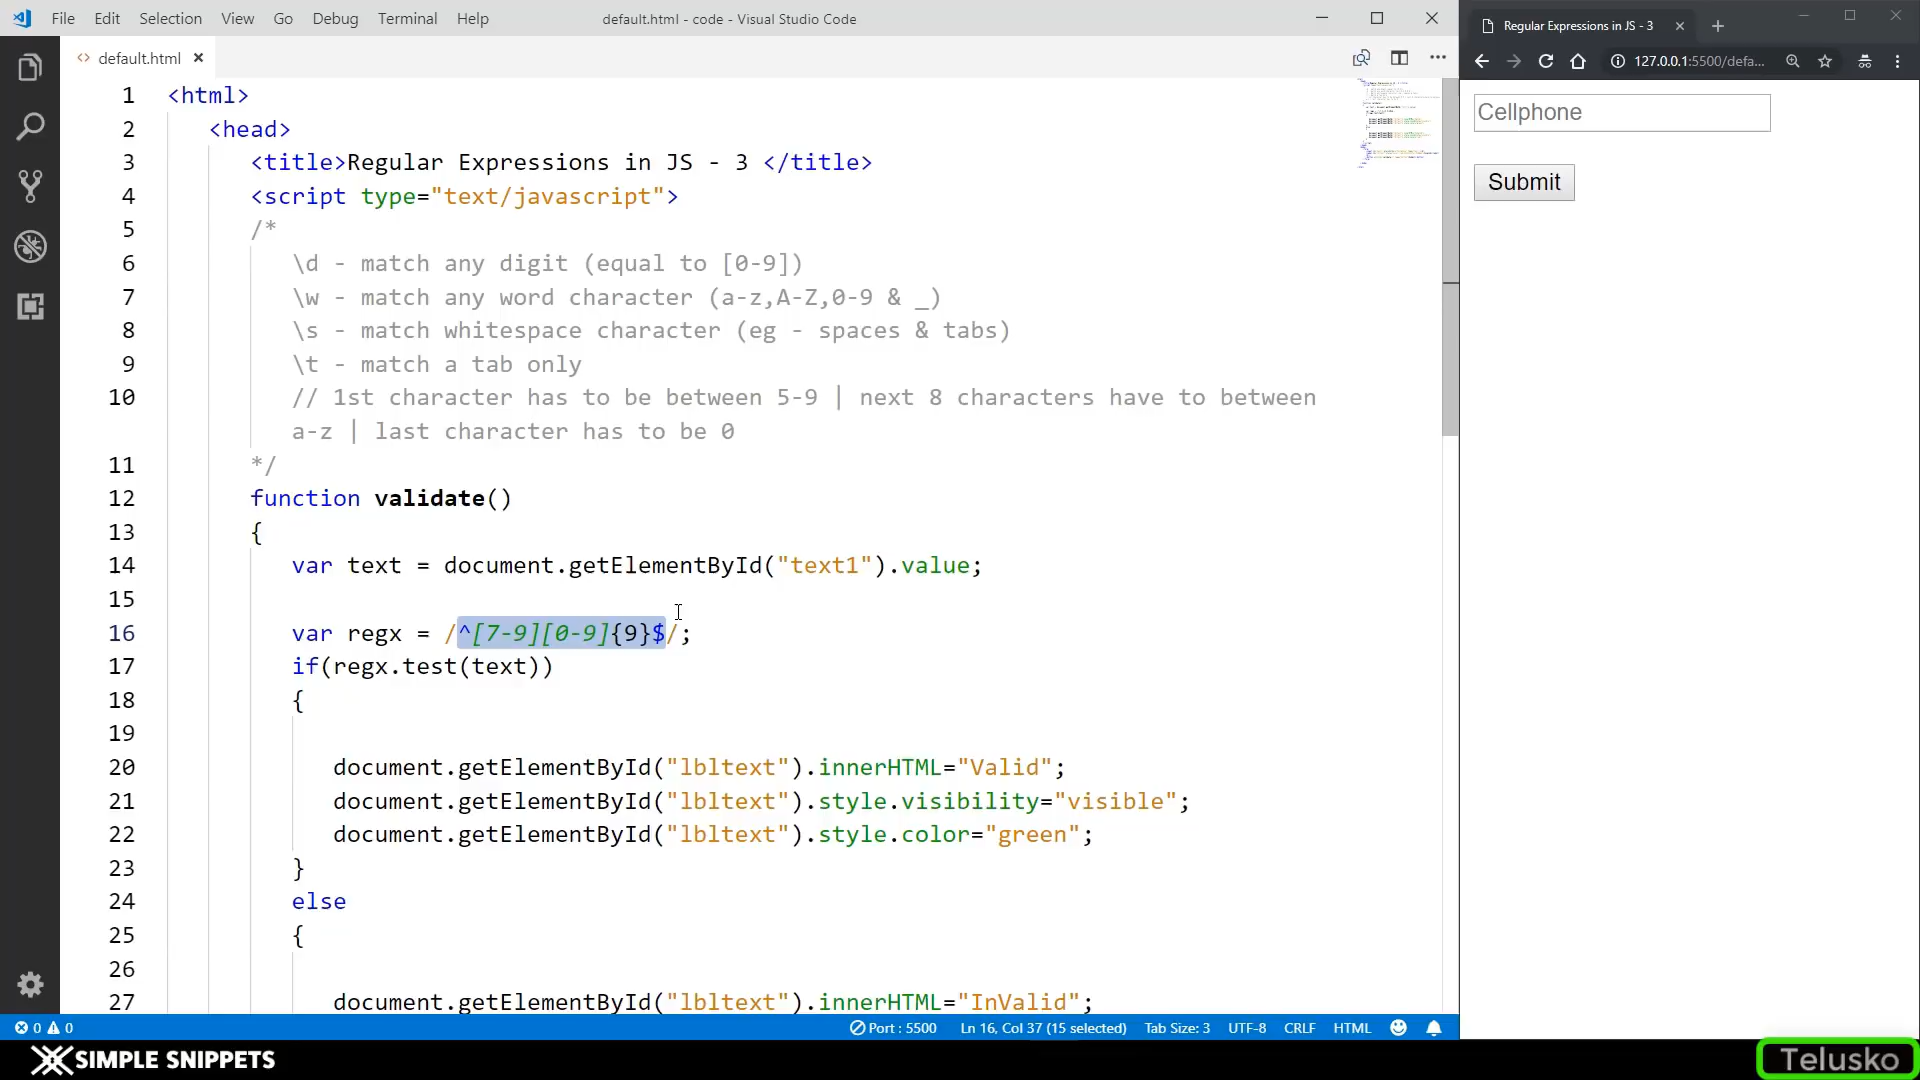 File Edit Selection View Go Debug Terminal Help
default.html - code - Visual Studio Code
default.html
1 <html>
2 <head>
3 <title>Regular Expressions in JS - 3 </title>
4 <script type="text/javascript">
5 /*
6 \d - match any digit (equal to [0-9])
7 \w - match any word character (a-z,A-Z,0-9 & _)
8 \s - match whitespace character (eg - spaces & tabs)
9 \t - match a tab only
10 // 1st character has to be between 5-9 | next 8 characters have to between
a-z | last character has to be 0
11 */
12 function validate()
13 {
14 var text = document.getElementById("text1").value;
15
16 var regx = /^[7-9][0-9]{9}$/;
17 if(regx.test(text))
18 {
19
20 document.getElementById("lbltext").innerHTML="Valid";
21 document.getElementById("lbltext").style.visibility="visible";
22 document.getElementById("lbltext").style.color="green";
23 }
24 else
25 {
26
27 document.getElementById("lbltext").innerHTML="InValid";
0 0
Port : 5500 Ln 16, Col 37 (15 selected) Tab Size: 3 UTF-8 CRLF HTML
Regular Expressions in JS - 3
127.0.0.1:5500/defa...
Cellphone
Submit
SIMPLE SNIPPETS
Telusko